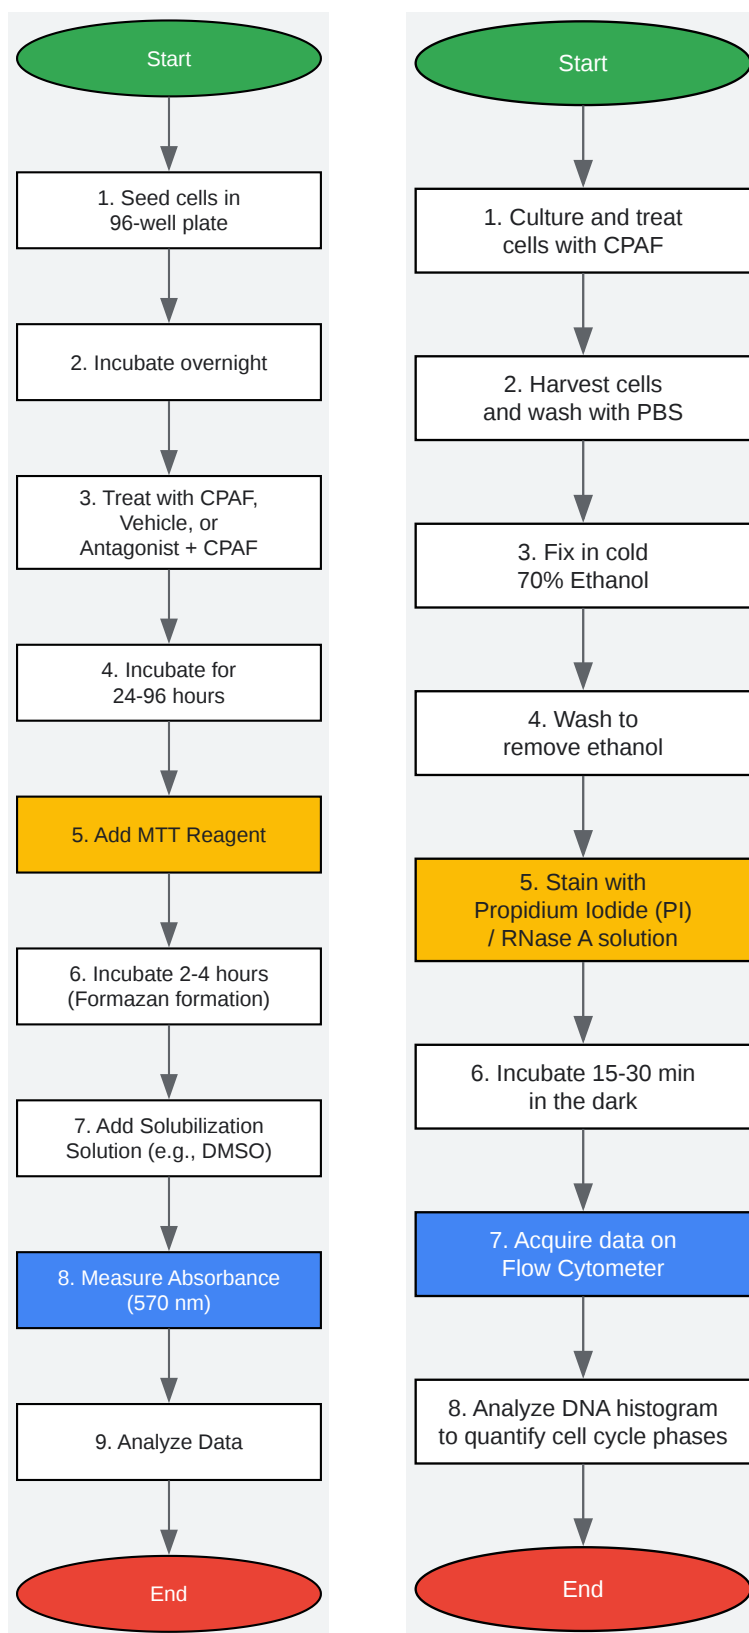 Start
1. Seed cells in
96-well plate
2. Incubate overnight
3. Treat with CPAF,
Vehicle, or
Antagonist + CPAF
4. Incubate for
24-96 hours
5. Add MTT Reagent
6. Incubate 2-4 hours
(Formazan formation)
7. Add Solubilization
Solution (e.g., DMSO)
8. Measure Absorbance
(570 nm)
9. Analyze Data
End
Start
1. Culture and treat
cells with CPAF
2. Harvest cells
and wash with PBS
3. Fix in cold
70% Ethanol
4. Wash to
remove ethanol
5. Stain with
Propidium Iodide (PI)
/ RNase A solution
6. Incubate 15-30 min
in the dark
7. Acquire data on
Flow Cytometer
8. Analyze DNA histogram
to quantify cell cycle phases
End